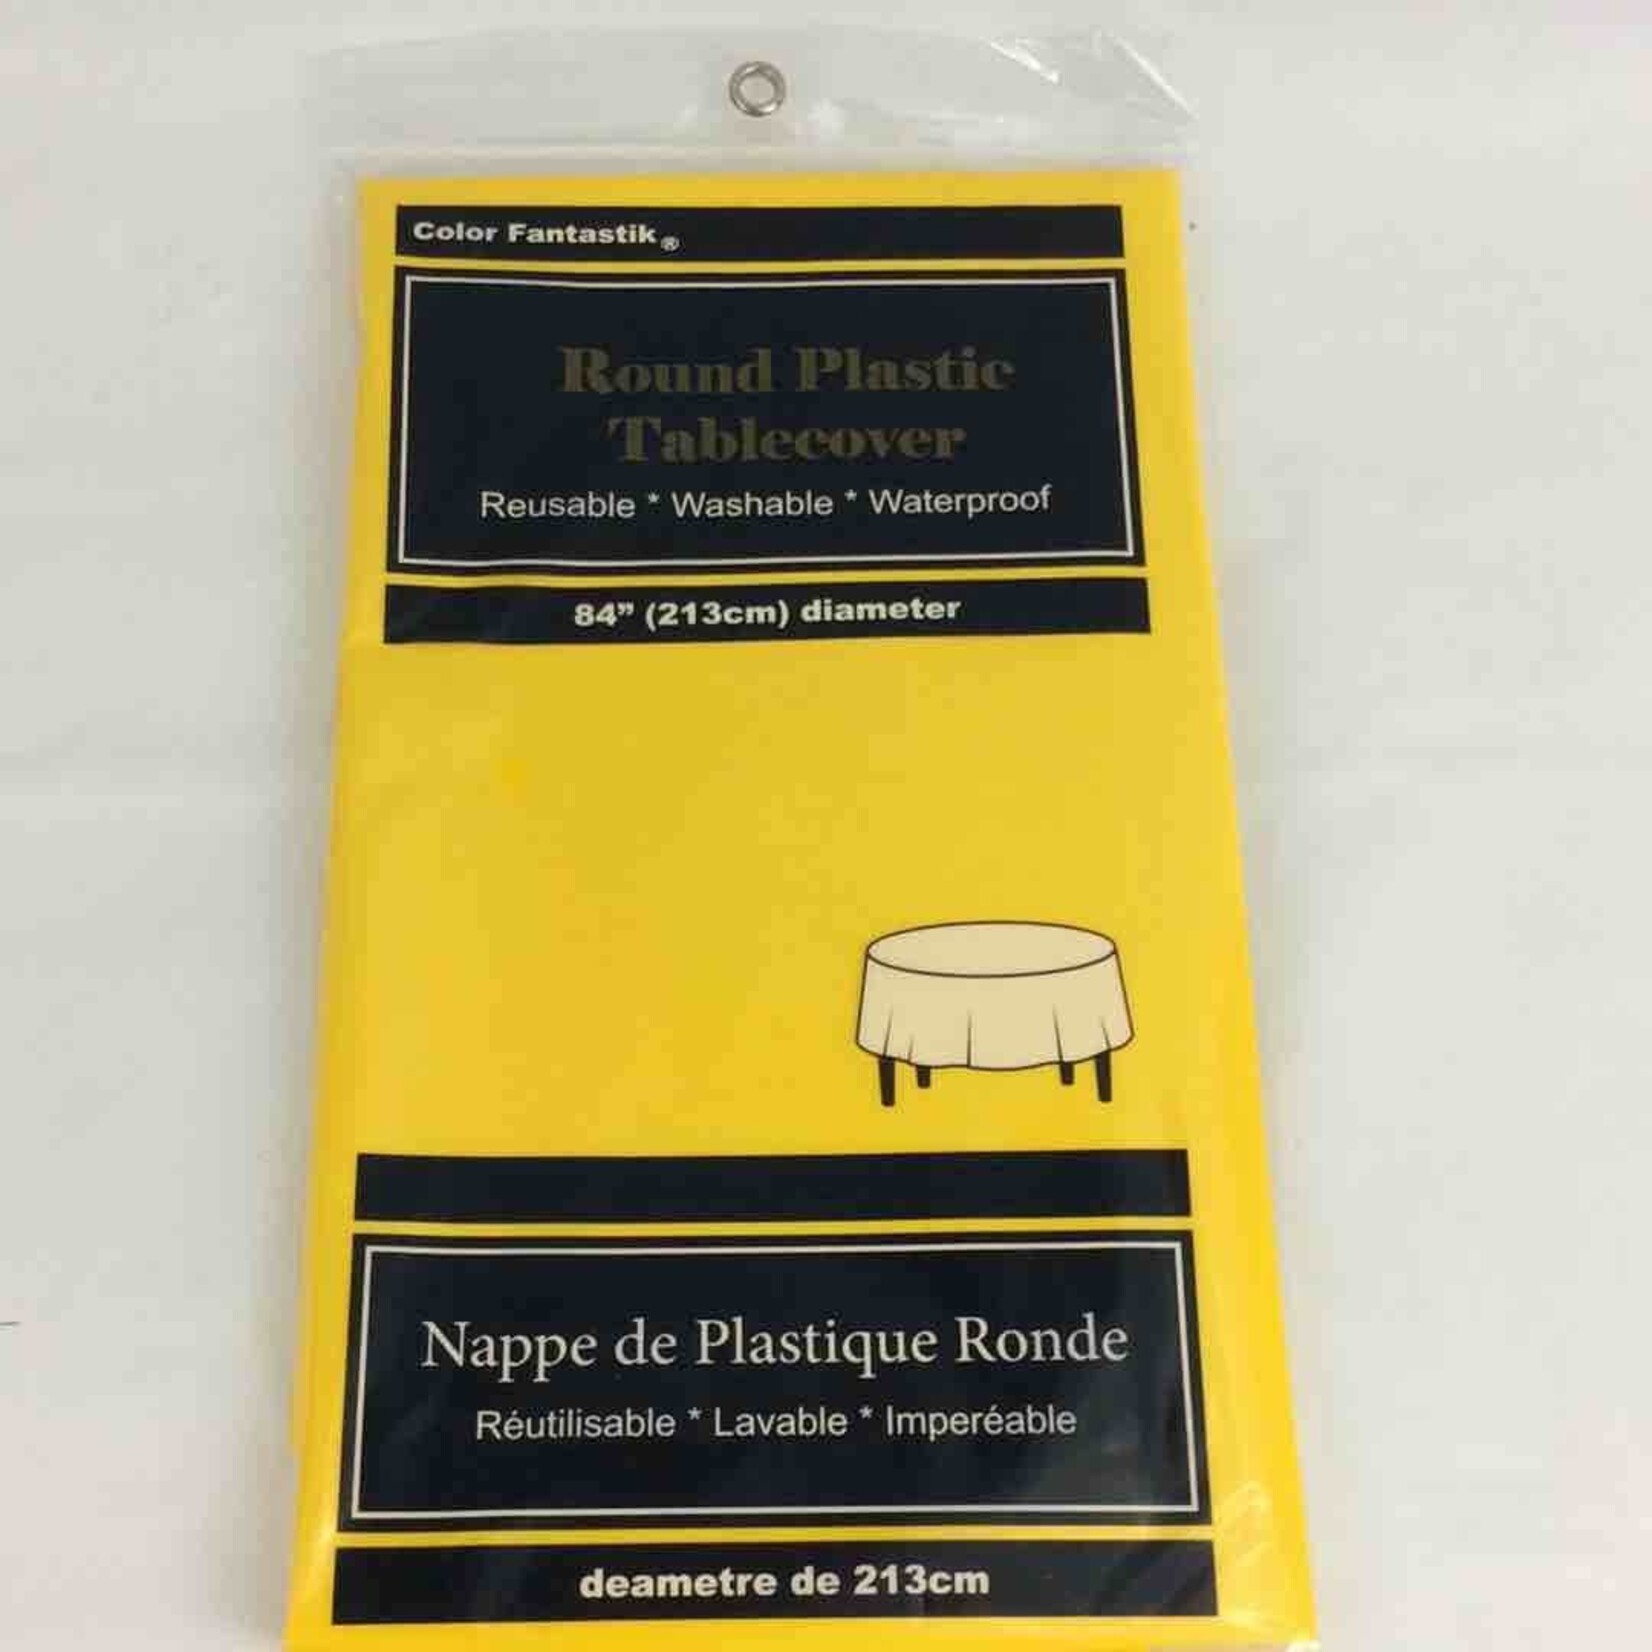 Color Fantastik ®
Round Plastic
Tablecover
Reusable * Washable * Waterproof
84” (213cm) diameter
Nappe de Plastique Ronde
Réutilisable * Lavable * Imperéable
deametre de 213cm